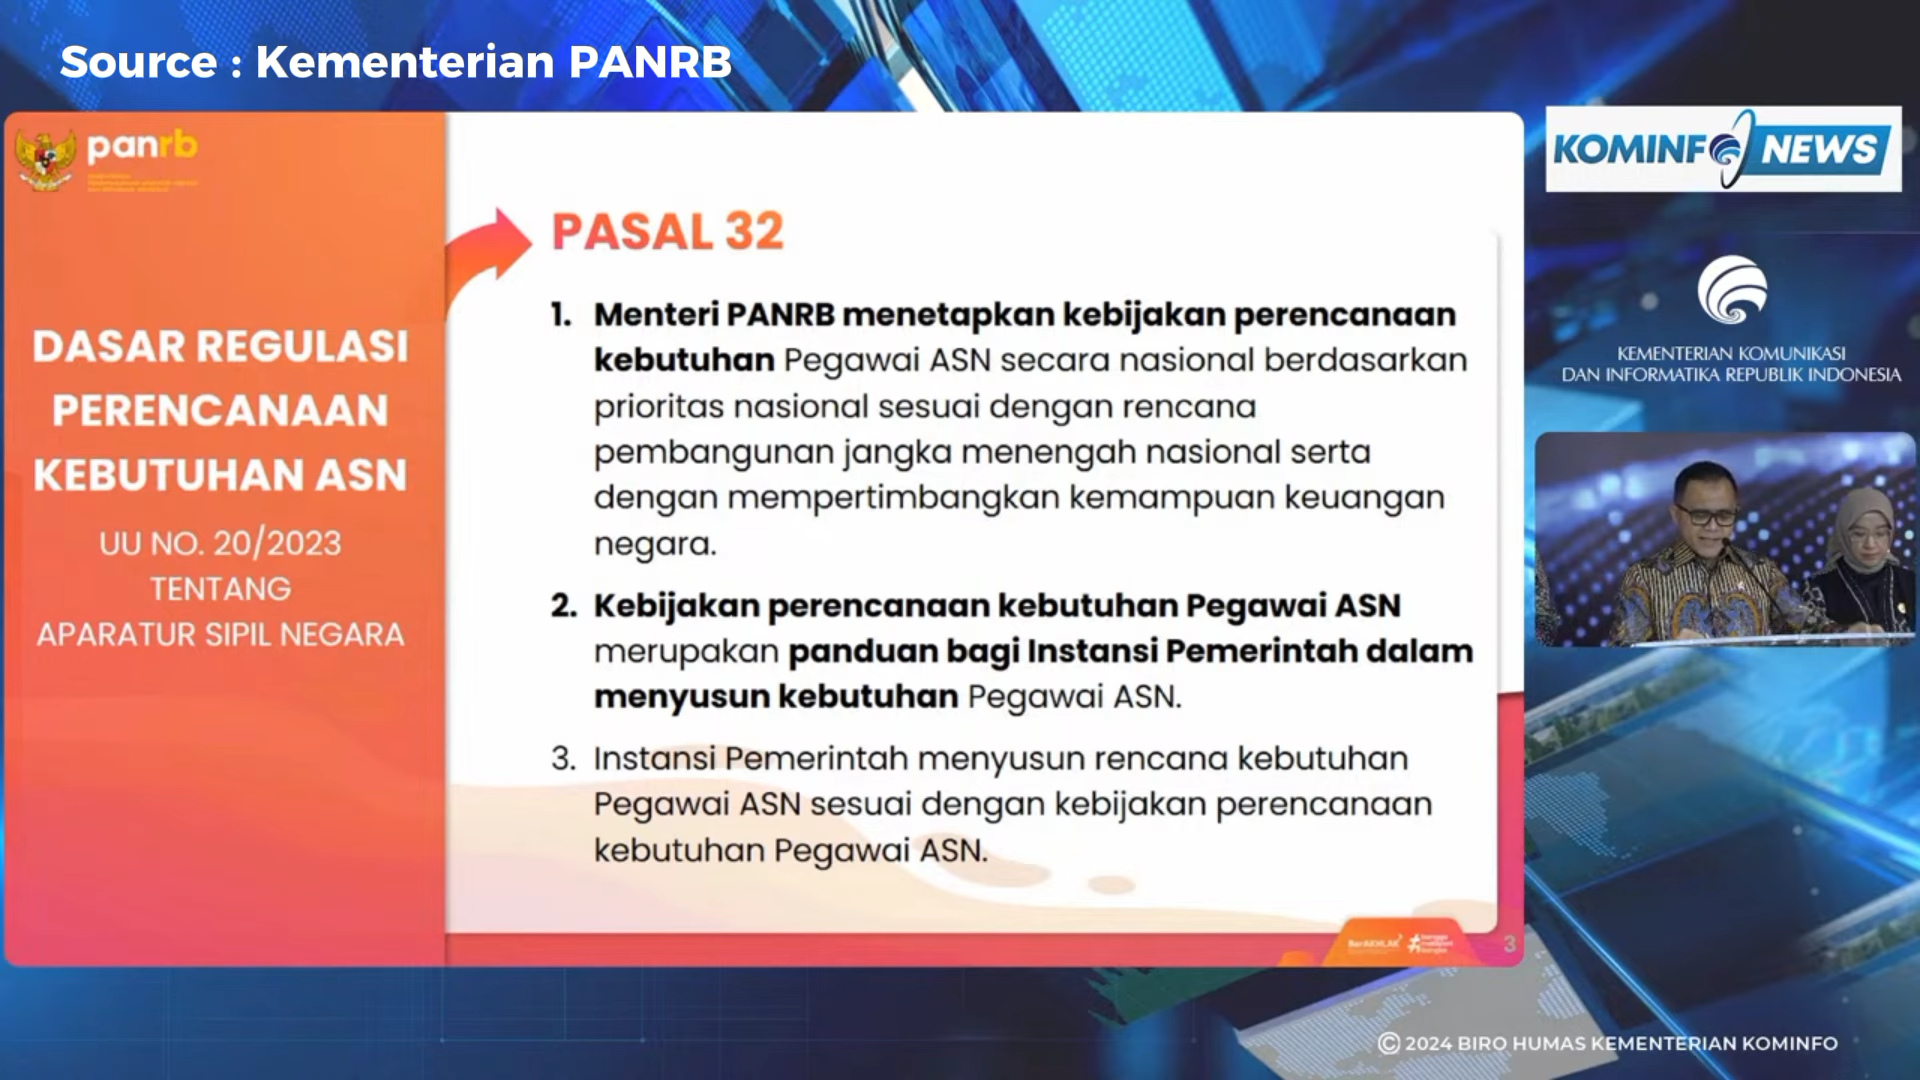 Source : Kementerian PANRB
panrb
DASAR REGULASI
PERENCANAAN
KEBUTUHAN ASN
UU NO. 20/2023
TENTANG
APARATUR SIPIL NEGARA
PASAL 32
1. Menteri PANRB menetapkan kebijakan perencanaan
kebutuhan Pegawai ASN secara nasional berdasarkan
prioritas nasional sesuai dengan rencana
pembangunan jangka menengah nasional serta
dengan mempertimbangkan kemampuan keuangan
negara.
2. Kebijakan perencanaan kebutuhan Pegawai ASN
merupakan panduan bagi Instansi Pemerintah dalam
menyusun kebutuhan Pegawai ASN.
3. Instansi Pemerintah menyusun rencana kebutuhan
Pegawai ASN sesuai dengan kebijakan perencanaan
kebutuhan Pegawai ASN.
BerAKHLAK
3
KOMINFO NEWS
KEMENTERIAN KOMUNIKASI
DAN INFORMATIKA REPUBLIK INDONESIA
© 2024 BIRO HUMAS KEMENTERIAN KOMINFO